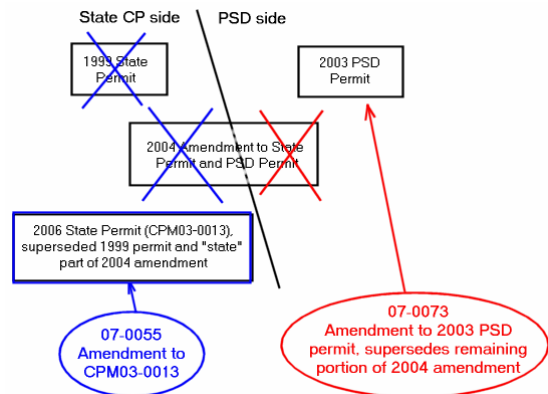 State CP side
PSD side
1999 State
Permit
2003 PSD
Permit
2004 Amendment to State
Permit and PSD Permit
2006 State Permit (CPM03-0013),
superseded 1999 permit and "state"
part of 2004 amendment
07-0055
Amendment to
CPM03-0013
07-0073
Amendment to 2003 PSD
permit, supersedes remaining
portion of 2004 amendment